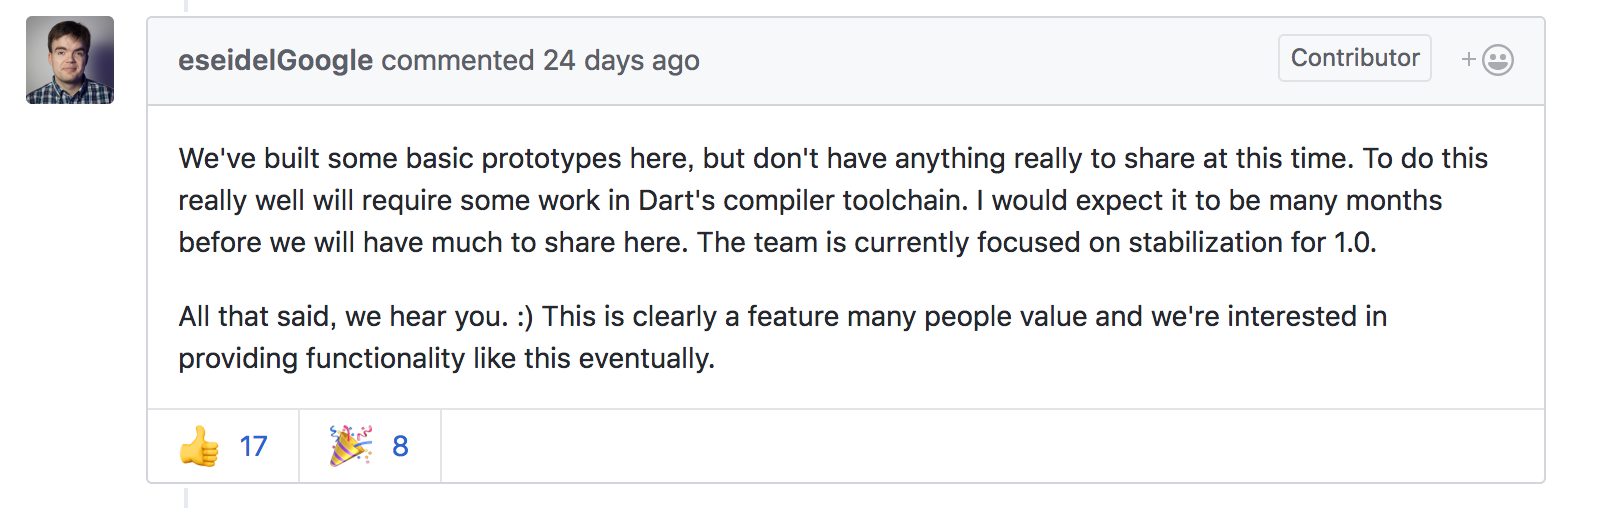 eseidelGoogle commented 24 days ago
Contributor
+
We've built some basic prototypes here, but don't have anything really to share at this time. To do this
really well will require some work in Dart's compiler toolchain. I would expect it to be many months
before we will have much to share here. The team is currently focused on stabilization for 1.0.
All that said, we hear you. :) This is clearly a feature many people value and we're interested in
providing functionality like this eventually.
17
8